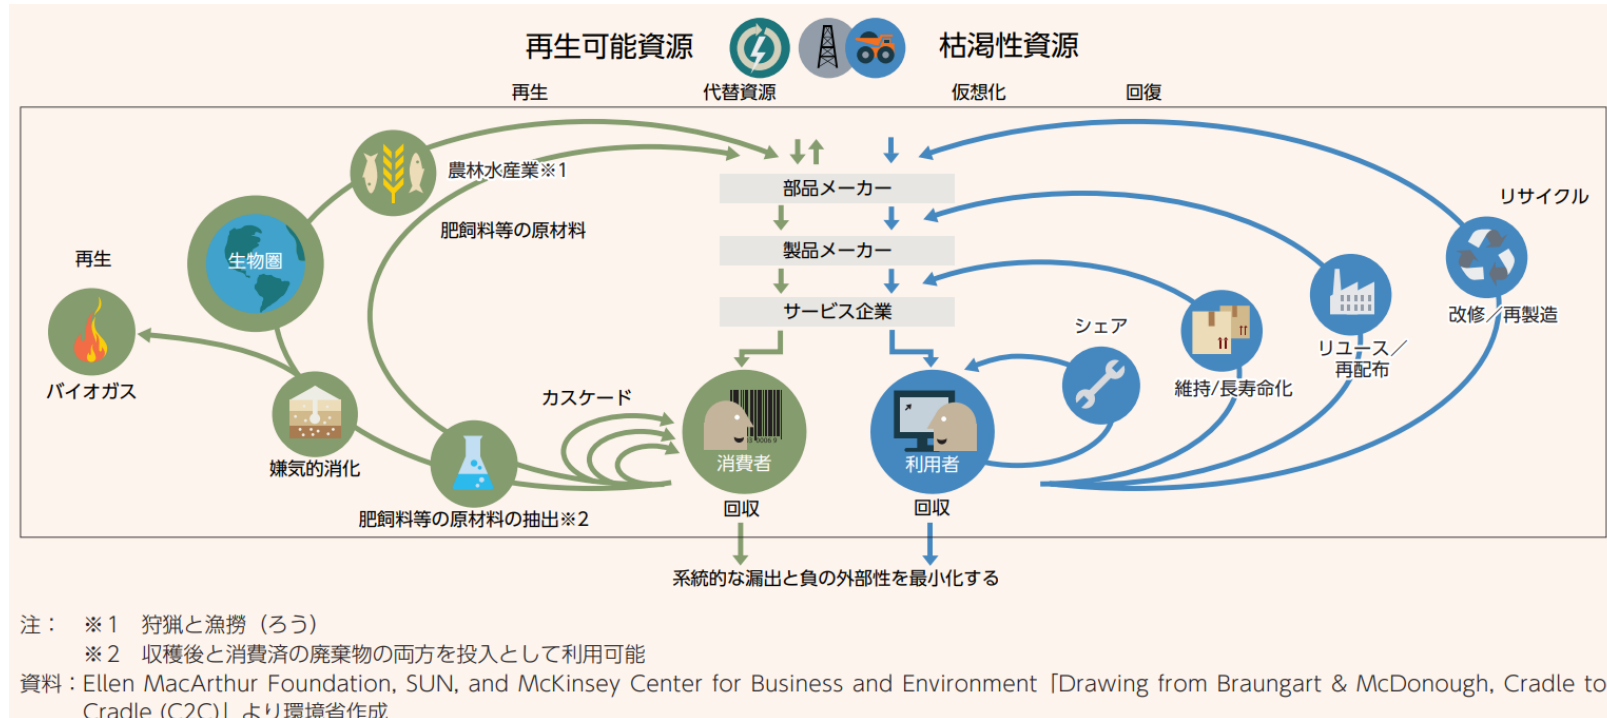 再生可能資源
枯渇性資源
再生
代替資源
仮想化
回復
農林水産業※1
部品メーカー
リサイクル
肥飼料等の原材料
製品メーカー
再生
生物圏
サービス企業
改修／再製造
シェア
リユース／
再配布
バイオガス
カスケード
維持/長寿命化
嫌気的消化
消費者
利用者
回収
回収
肥飼料等の原材料の抽出※2
系統的な漏出と負の外部性を最小化する
注： ※1 狩猟と漁撈（ろう）
※2 収穫後と消費済の廃棄物の両方を投入として利用可能
資料：Ellen MacArthur Foundation, SUN, and McKinsey Center for Business and Environment「Drawing from Braungart & McDonough, Cradle to
Cradle (C2C)」より環境省作成